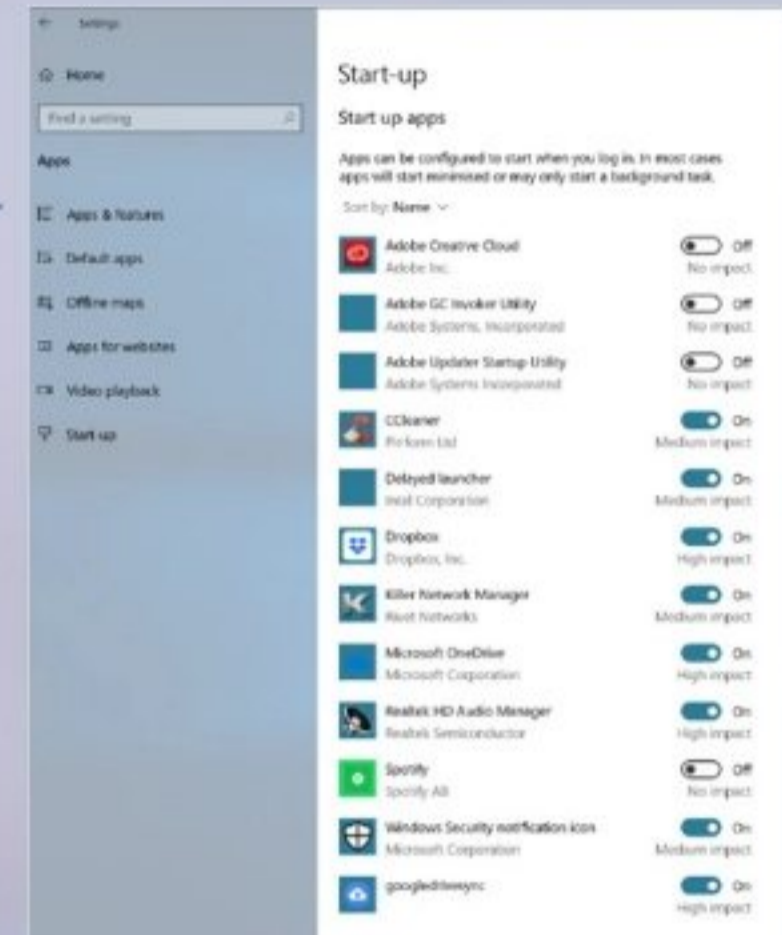 Settings
Home
Find a setting
Apps
Apps & features
Default apps
Offline maps
Apps for websites
Video playback
Start-up
Start-up
Start up apps
Apps can be configured to start when you log in. In most cases
apps will start minimised or may only start a background task.
Sort by: Name
Adobe Creative Cloud
Off
Adobe Inc.
No impact
Adobe GC Invoker Utility
Off
Adobe Systems, Incorporated
No impact
Adobe Updater Startup Utility
Off
Adobe Systems Incorporated
No impact
CCleaner
On
Piriform Ltd
Medium impact
Delayed launcher
On
Intel Corporation
Medium impact
Dropbox
On
Dropbox, Inc.
High impact
Killer Network Manager
On
Rivet Networks
Medium impact
Microsoft OneDrive
On
Microsoft Corporation
High impact
Realtek HD Audio Manager
On
Realtek Semiconductor
High impact
Spotify
Off
Spotify AB
No impact
Windows Security notification icon
On
Microsoft Corporation
Medium impact
googledrivesync
On
High impact